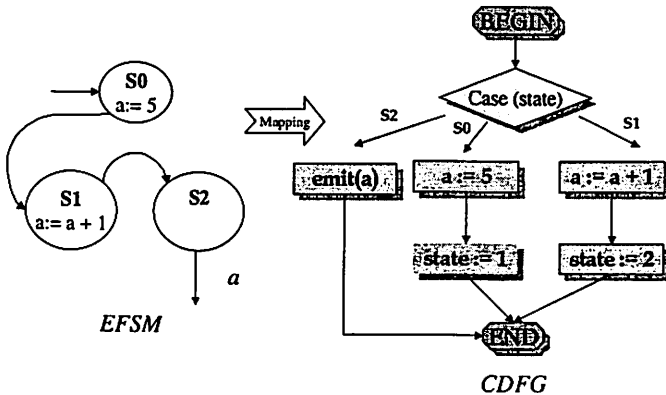 S0
a:= 5
S1
a:= a + 1
S2
a
EFSM
Mapping
BEGIN
Case (state)
S2
S0
S1
emit(a)
a := 5
a := a + 1
state := 1
state := 2
END
CDFG